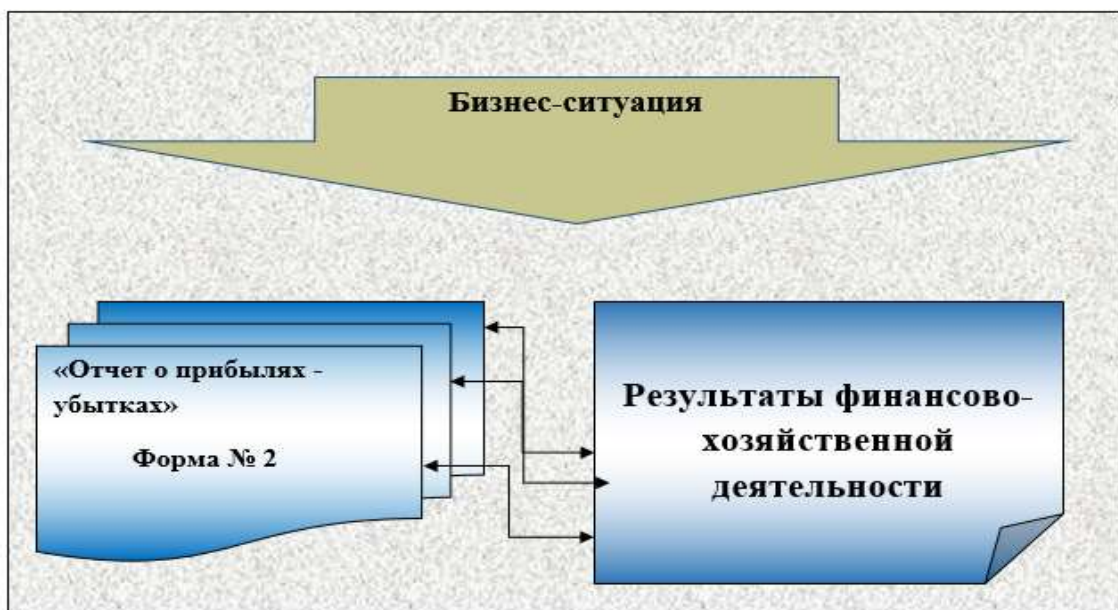 Бизнес-ситуация
«Отчет о прибылях -
убытках»
Форма № 2
Результаты финансово-
хозяйственной
деятельности